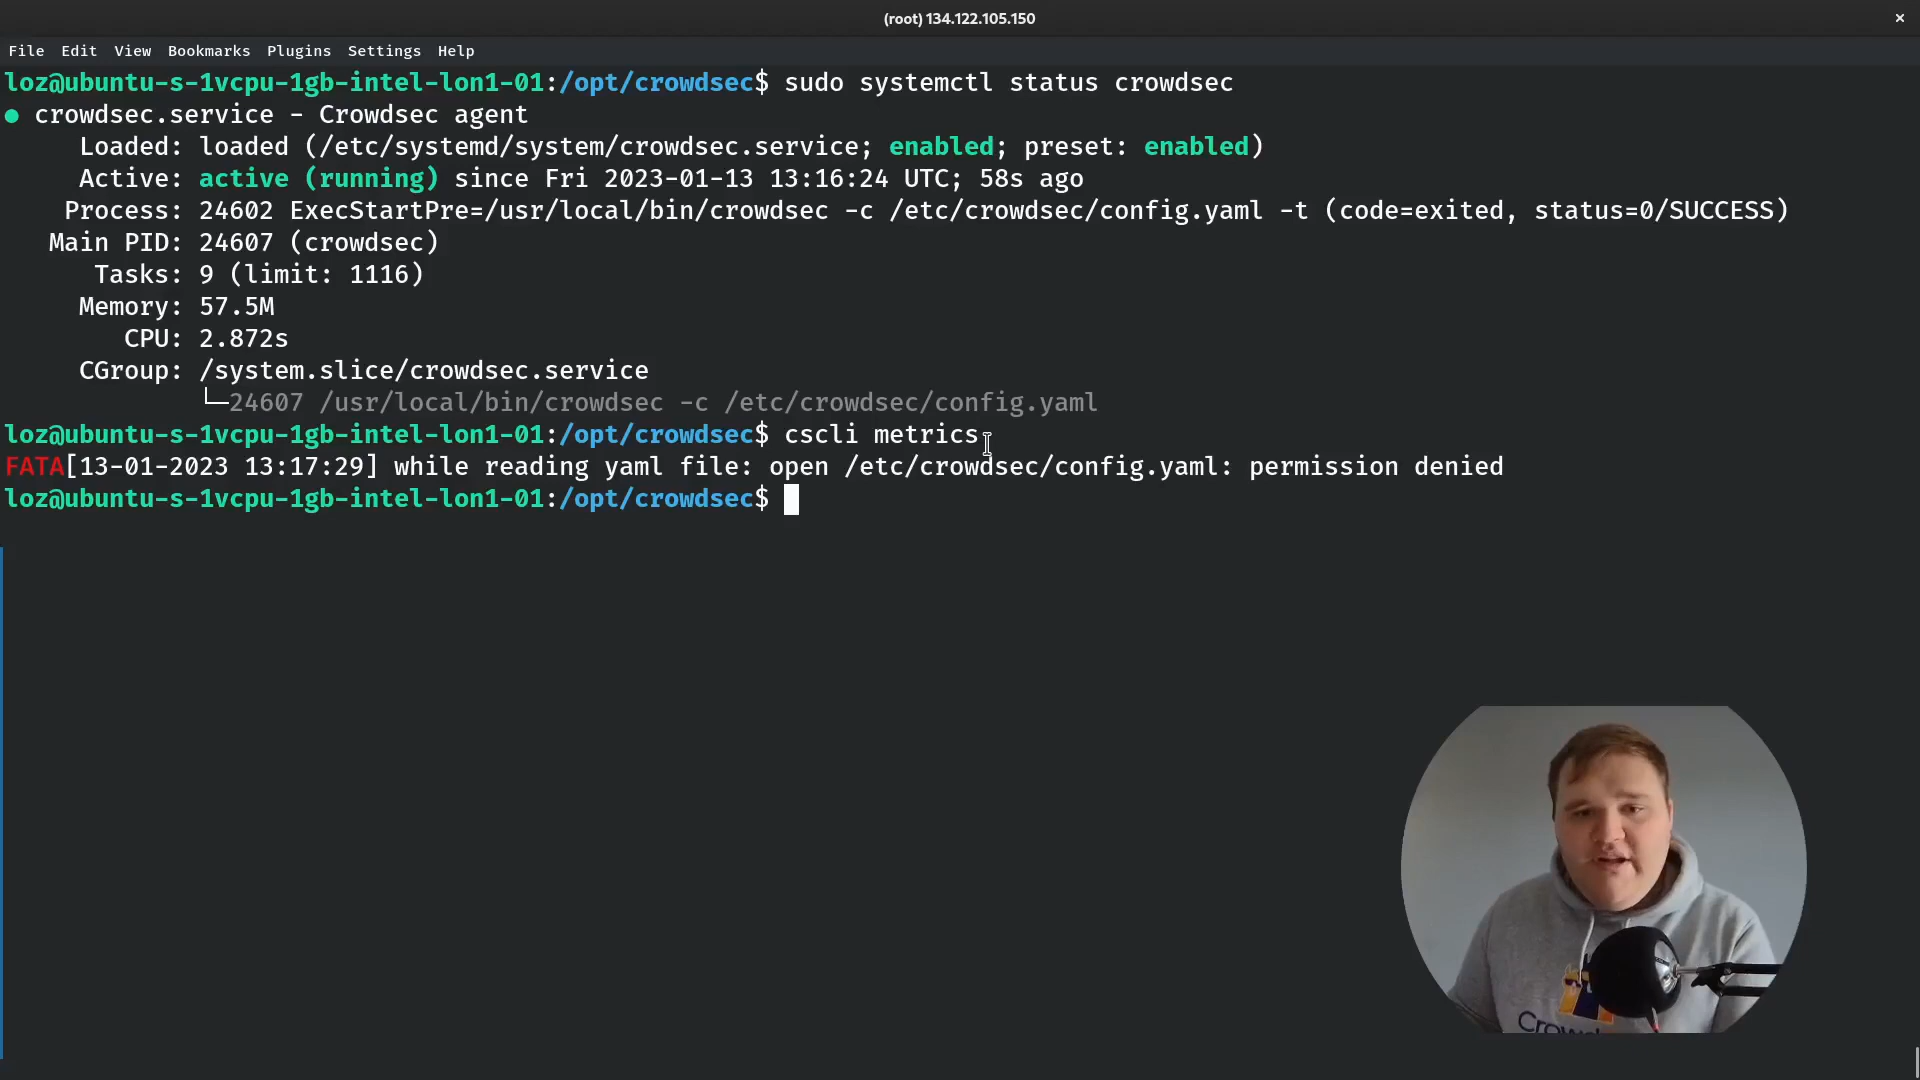 (root) 134.122.105.150
File Edit View Bookmarks Plugins Settings Help
loz@ubuntu-s-1vcpu-1gb-intel-lon1-01:/opt/crowdsec$ sudo systemctl status crowdsec
● crowdsec.service - Crowdsec agent
Loaded: loaded (/etc/systemd/system/crowdsec.service; enabled; preset: enabled)
Active: active (running) since Fri 2023-01-13 13:16:24 UTC; 58s ago
Process: 24602 ExecStartPre=/usr/local/bin/crowdsec -c /etc/crowdsec/config.yaml -t (code=exited, status=0/SUCCESS)
Main PID: 24607 (crowdsec)
Tasks: 9 (limit: 1116)
Memory: 57.5M
CPU: 2.872s
CGroup: /system.slice/crowdsec.service
└─24607 /usr/local/bin/crowdsec -c /etc/crowdsec/config.yaml
loz@ubuntu-s-1vcpu-1gb-intel-lon1-01:/opt/crowdsec$ cscli metrics
FATA[13-01-2023 13:17:29] while reading yaml file: open /etc/crowdsec/config.yaml: permission denied
loz@ubuntu-s-1vcpu-1gb-intel-lon1-01:/opt/crowdsec$